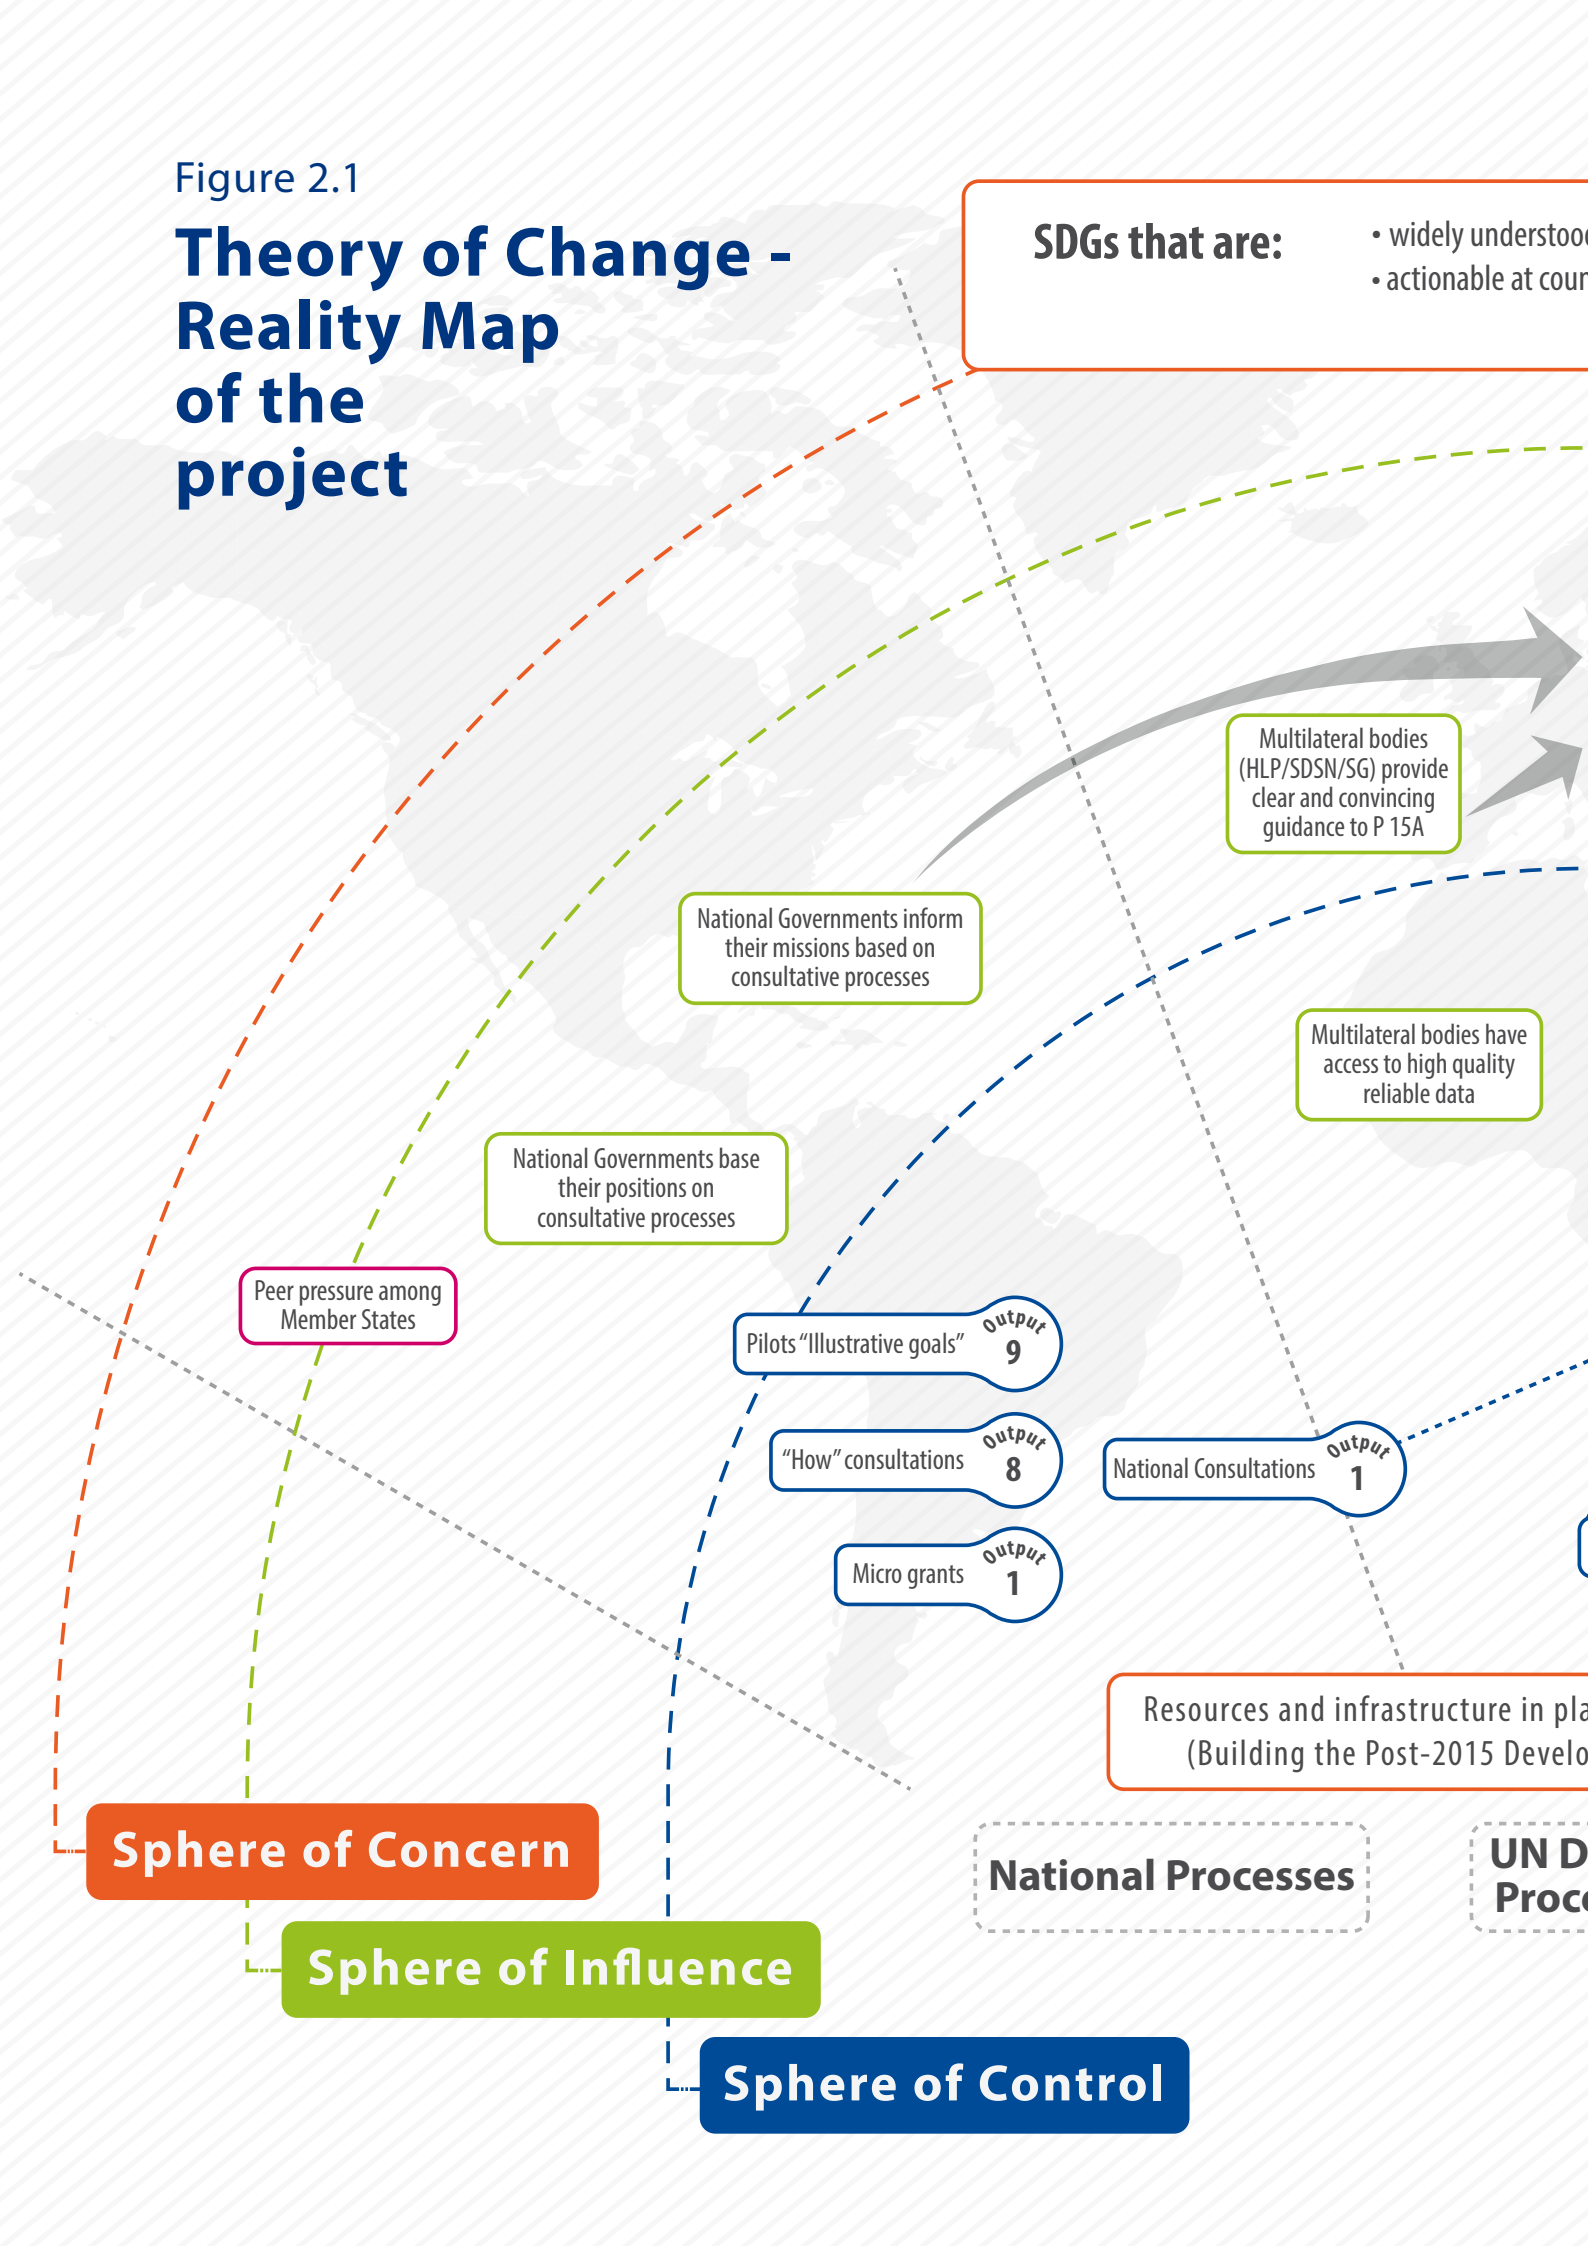 Figure 2.1
Theory of Change -
Reality Map
of the
project
SDGs that are:
• widely understood
• actionable at coun
Multilateral bodies
(HLP/SDSN/SG) provide
clear and convincing
guidance to P 15A
National Governments inform
their missions based on
consultative processes
Multilateral bodies have
access to high quality
reliable data
National Governments base
their positions on
consultative processes
Peer pressure among
Member States
Pilots “Illustrative goals”
Output
9
“How” consultations
Output
8
National Consultations
Output
1
Micro grants
Output
1
Resources and infrastructure in pla
(Building the Post-2015 Develo
Sphere of Concern
National Processes
UN D
Proce
Sphere of Influence
Sphere of Control